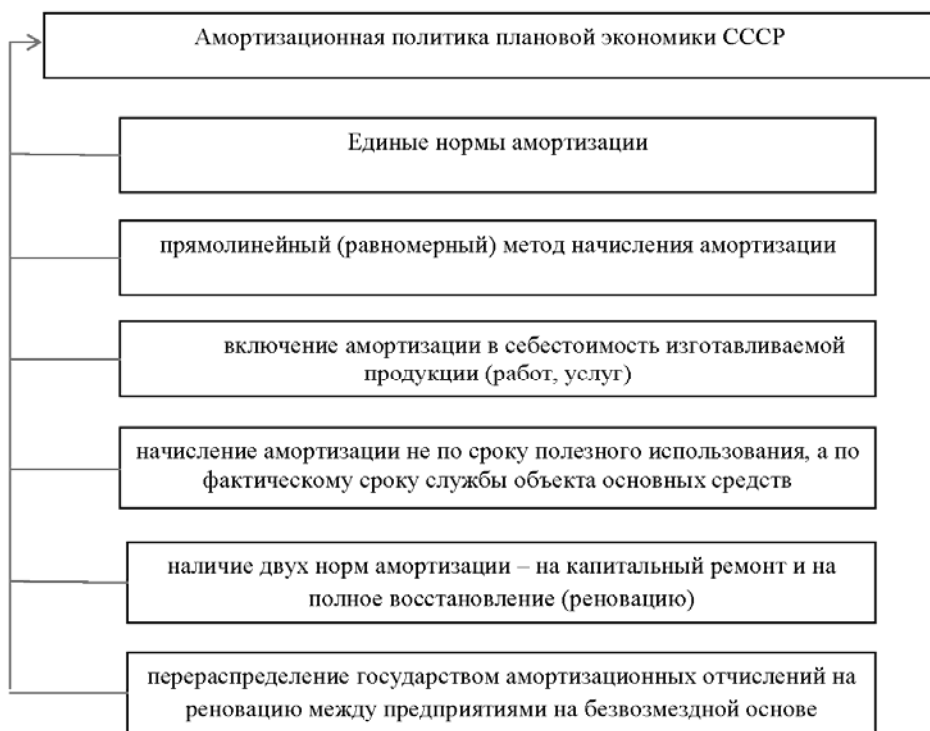 Амортизационная политика плановой экономики СССР
Единые нормы амортизации
прямолинейный (равномерный) метод начисления амортизации
включение амортизации в себестоимость изготавливаемой
продукции (работ, услуг)
начисление амортизации не по сроку полезного использования, а по
фактическому сроку службы объекта основных средств
наличие двух норм амортизации – на капитальный ремонт и на
полное восстановление (реновацию)
перераспределение государством амортизационных отчислений на
реновацию между предприятиями на безвозмездной основе